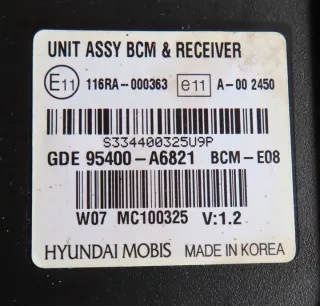 UNIT ASSY BCM & RECEIVER
E11 116RA-000363 e11 A-00 2450
S334400325U9P
GDE 95400-A6821 BCM-E08
W07 MC100325 V:1.2
HYUNDAI MOBIS MADE IN KOREA